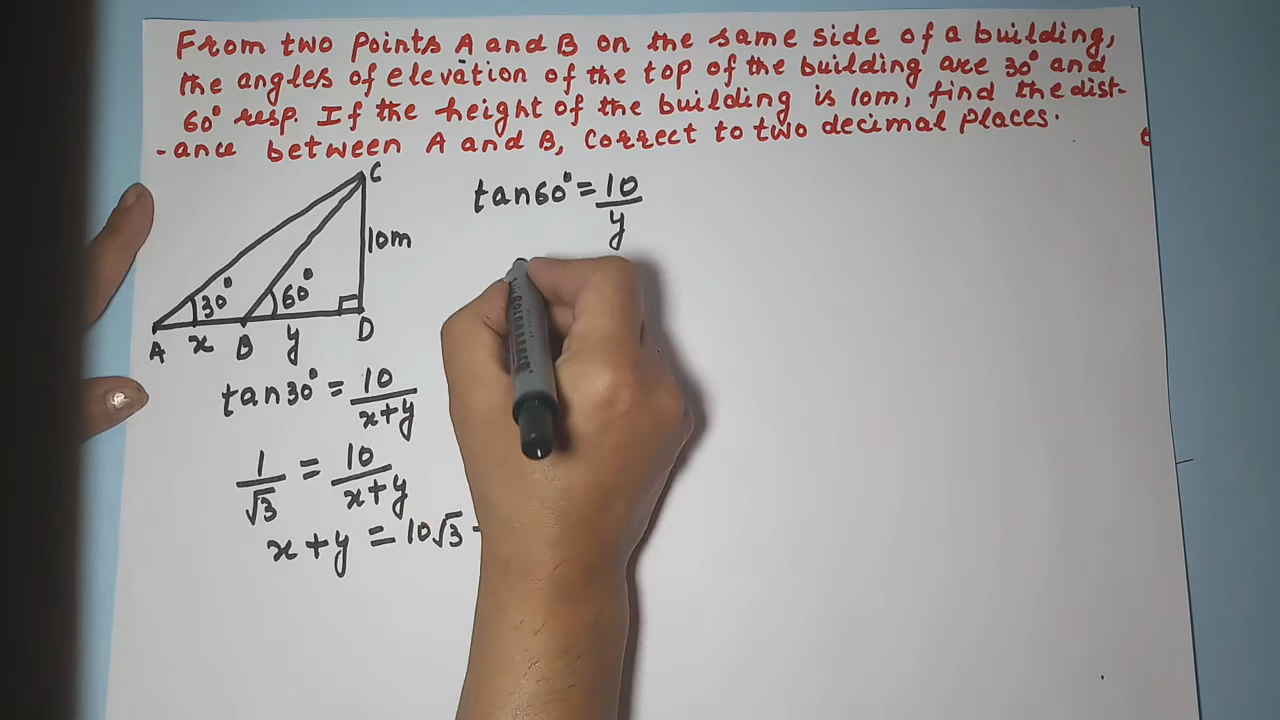 From two points A and B on the same side of a building,
the angles of elevation of the top of the building are 30° and
60° resp. If the height of the building is 10m, find the dist-
-ance between A and B, correct to two decimal places.
C
10m
30°
60°
A x B y D
tan30° = 10/x+y
1/√3 = 10/x+y
x+y = 10√3
tan60° = 10/y